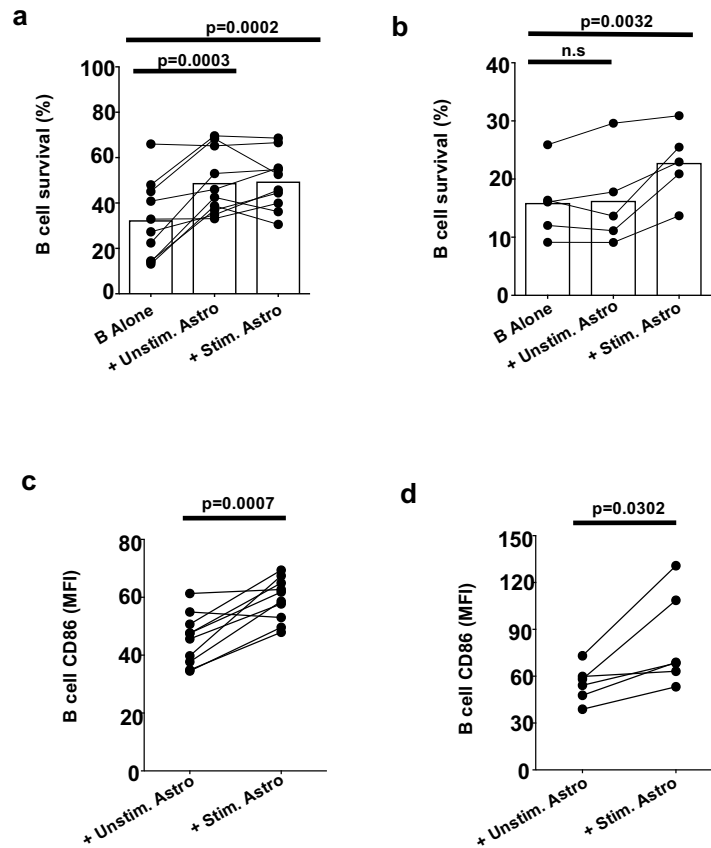 a
p=0.0002
p=0.0003
B cell survival (%)
100
80
60
40
20
0
B Alone
+ Unstim. Astro
+ Stim. Astro
b
p=0.0032
n.s
B cell survival (%)
40
30
20
10
0
B Alone
+ Unstim. Astro
+ Stim. Astro
c
p=0.0007
B cell CD86 (MFI)
80
60
40
20
0
+ Unstim. Astro
+ Stim. Astro
d
p=0.0302
B cell CD86 (MFI)
150
120
90
60
30
0
+ Unstim. Astro
+ Stim. Astro